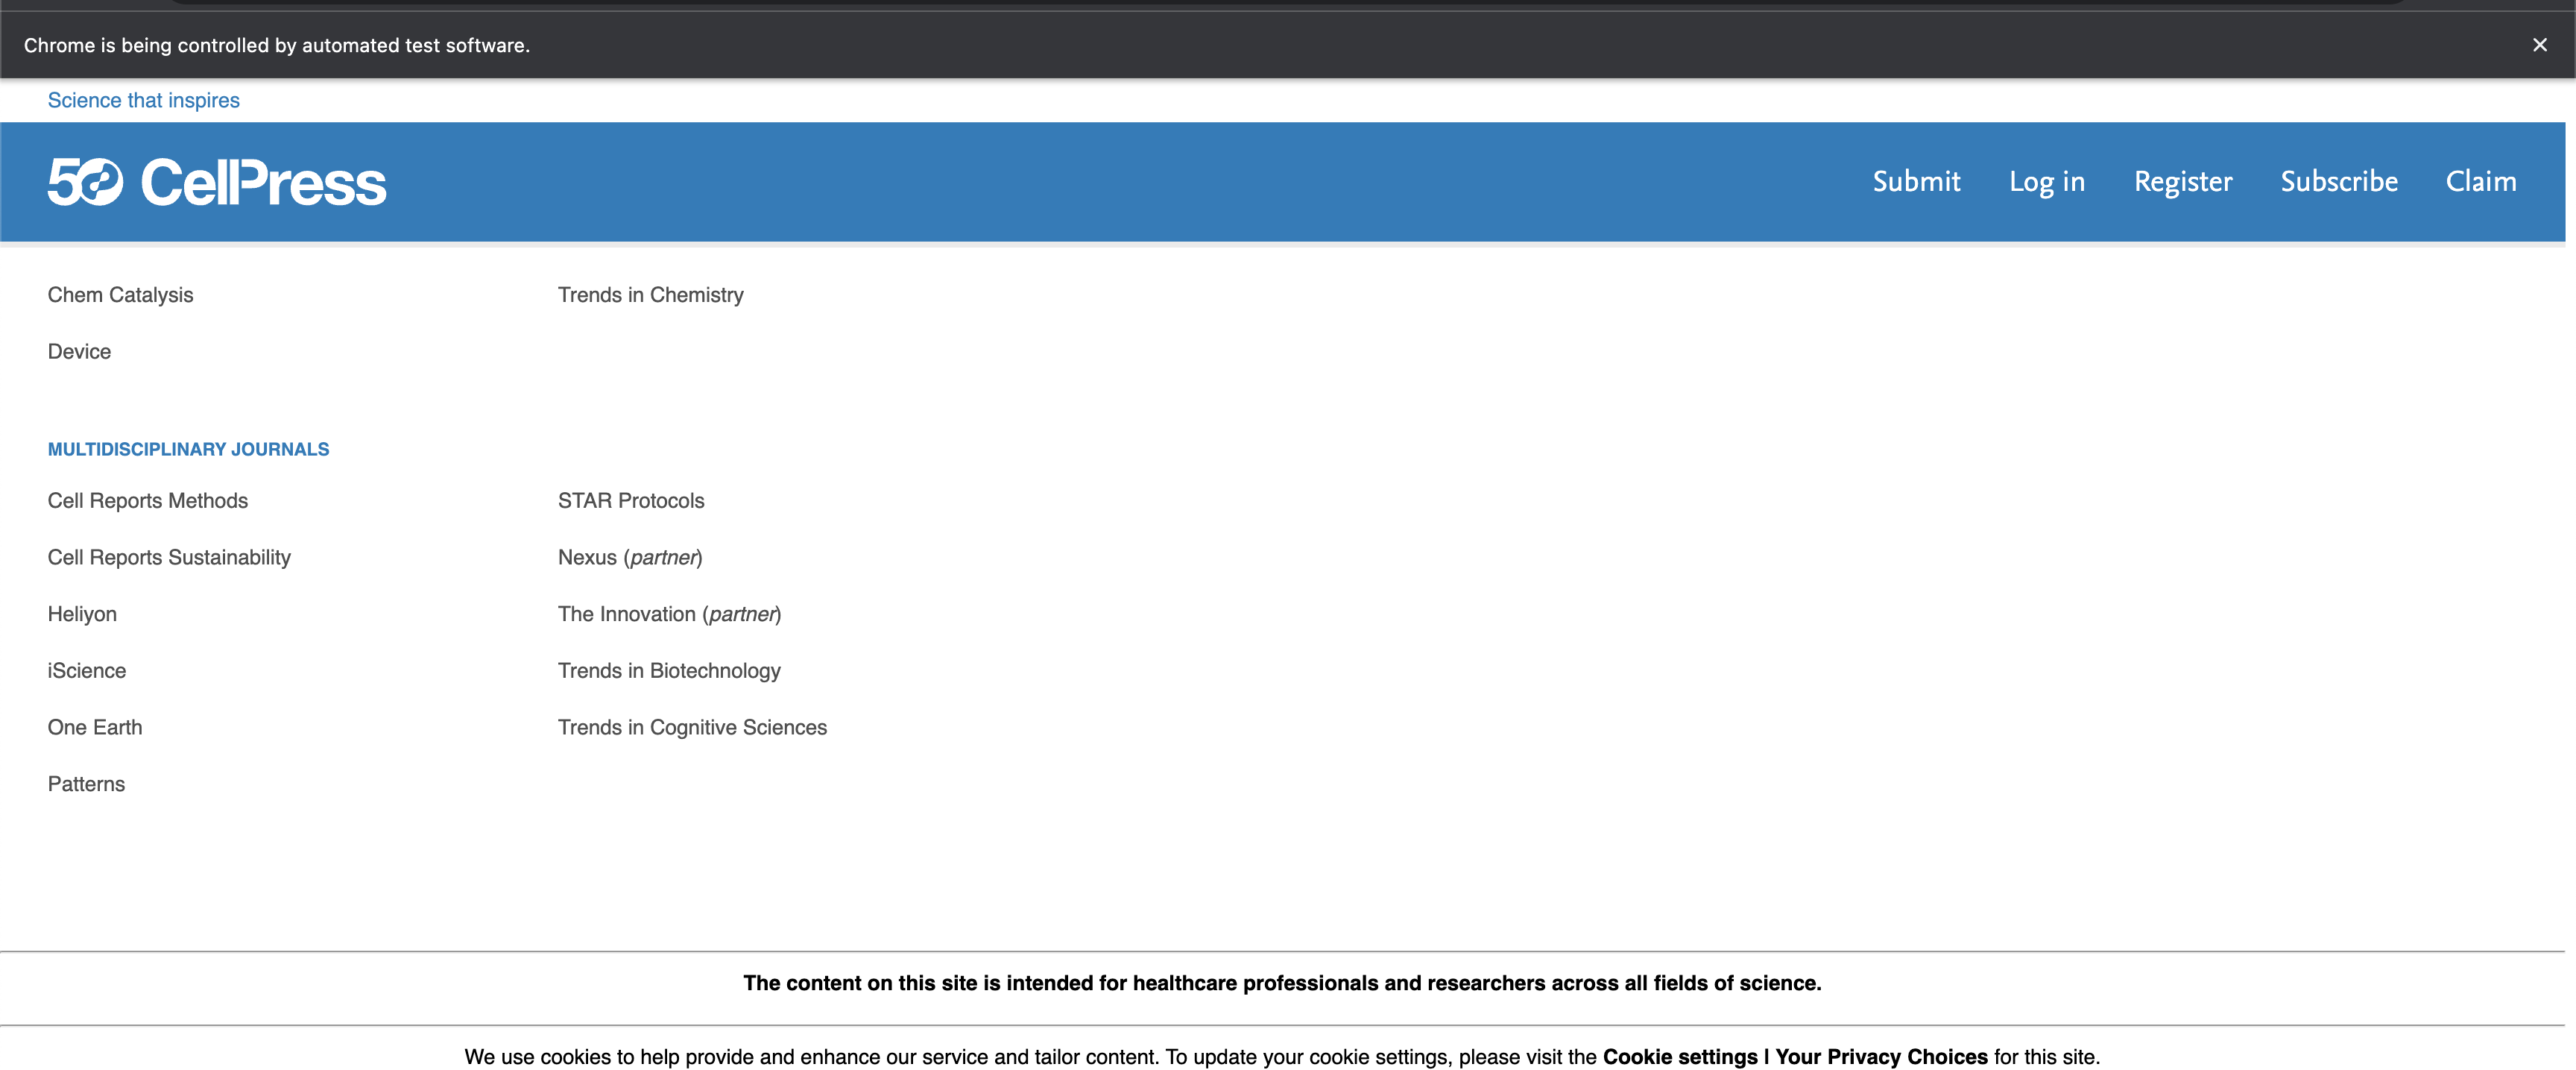 Chrome is being controlled by automated test software.
Science that inspires
50 CellPress
Submit Log in Register Subscribe Claim
Chem Catalysis
Device
Trends in Chemistry
MULTIDISCIPLINARY JOURNALS
Cell Reports Methods
Cell Reports Sustainability
Heliyon
iScience
One Earth
Patterns
STAR Protocols
Nexus (partner)
The Innovation (partner)
Trends in Biotechnology
Trends in Cognitive Sciences
The content on this site is intended for healthcare professionals and researchers across all fields of science.
We use cookies to help provide and enhance our service and tailor content. To update your cookie settings, please visit the Cookie settings | Your Privacy Choices for this site.